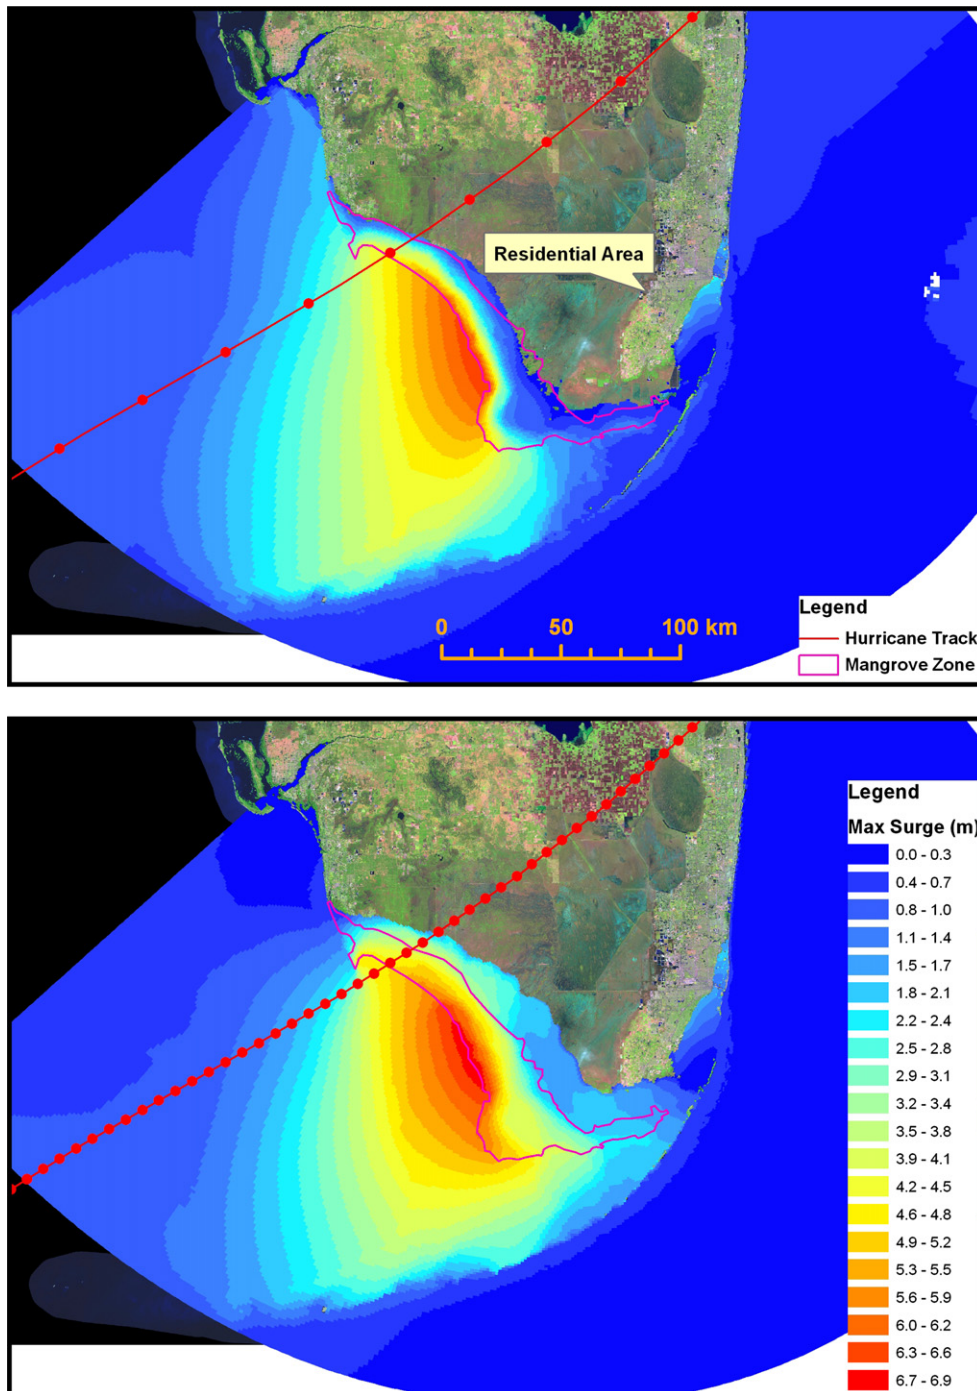 Residential Area
0 50 100 km
Legend
Hurricane Track
Mangrove Zone
Legend
Max Surge (m)
0.0 - 0.3
0.4 - 0.7
0.8 - 1.0
1.1 - 1.4
1.5 - 1.7
1.8 - 2.1
2.2 - 2.4
2.5 - 2.8
2.9 - 3.1
3.2 - 3.4
3.5 - 3.8
3.9 - 4.1
4.2 - 4.5
4.6 - 4.8
4.9 - 5.2
5.3 - 5.5
5.6 - 5.9
6.0 - 6.2
6.3 - 6.6
6.7 - 6.9